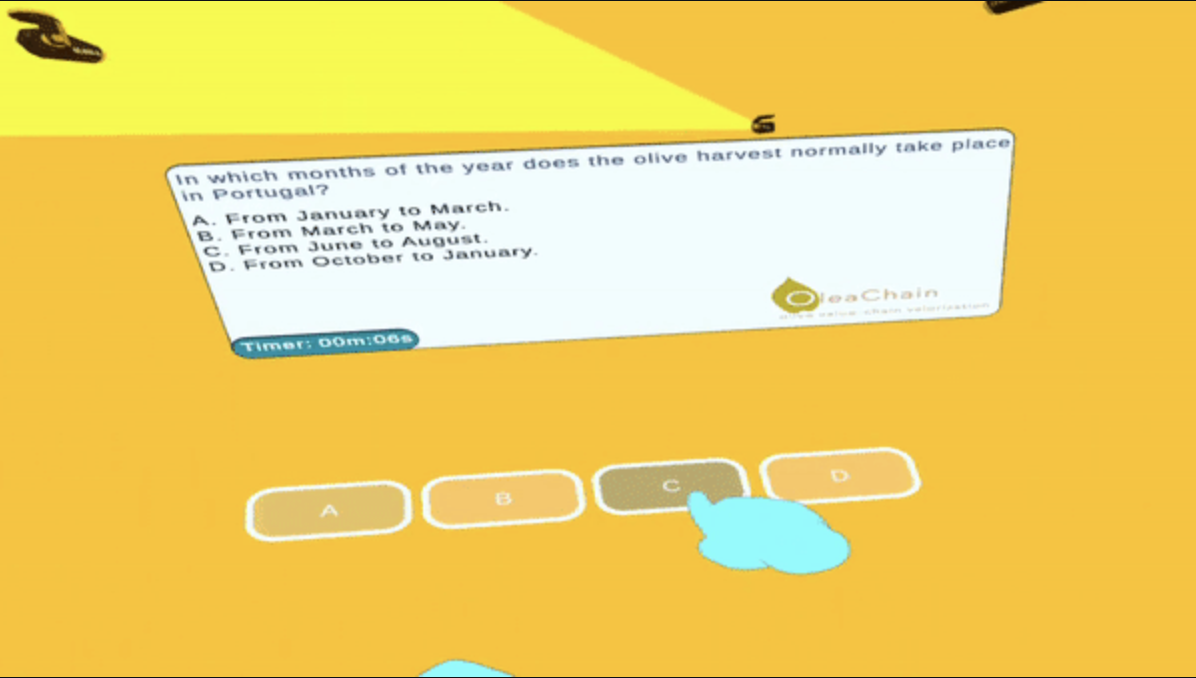 In which months of the year does the olive harvest normally take place
in Portugal?
A. From January to March.
B. From March to May.
C. From June to August.
D. From October to January.
OleaChain
olive value-chain valorization
Timer: 00m:06s
A
B
C
D